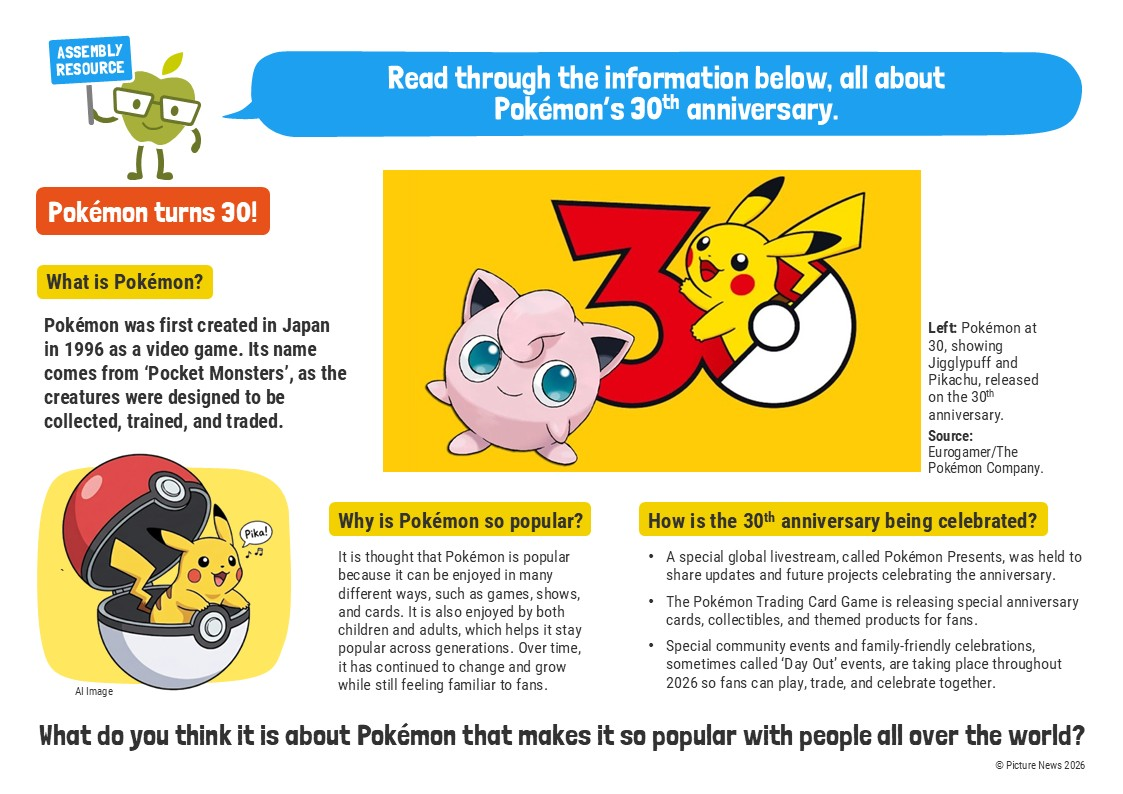 ASSEMBLY
RESOURCE
Read through the information below, all about
Pokémon's 30th anniversary.
Pokémon turns 30!
What is Pokémon?
Pokémon was first created in Japan
in 1996 as a video game. Its name
comes from ‘Pocket Monsters’, as the
creatures were designed to be
collected, trained, and traded.
30
Left: Pokémon at
30, showing
Jigglypuff and
Pikachu, released
on the 30th
anniversary.
Source:
Eurogamer/The
Pokémon Company.
Pika!
AI Image
Why is Pokémon so popular?
It is thought that Pokémon is popular
because it can be enjoyed in many
different ways, such as games, shows,
and cards. It is also enjoyed by both
children and adults, which helps it stay
popular across generations. Over time,
it has continued to change and grow
while still feeling familiar to fans.
How is the 30th anniversary being celebrated?
• A special global livestream, called Pokémon Presents, was held to
share updates and future projects celebrating the anniversary.
• The Pokémon Trading Card Game is releasing special anniversary
cards, collectibles, and themed products for fans.
• Special community events and family-friendly celebrations,
sometimes called ‘Day Out’ events, are taking place throughout
2026 so fans can play, trade, and celebrate together.
What do you think it is about Pokémon that makes it so popular with people all over the world?
© Picture News 2026